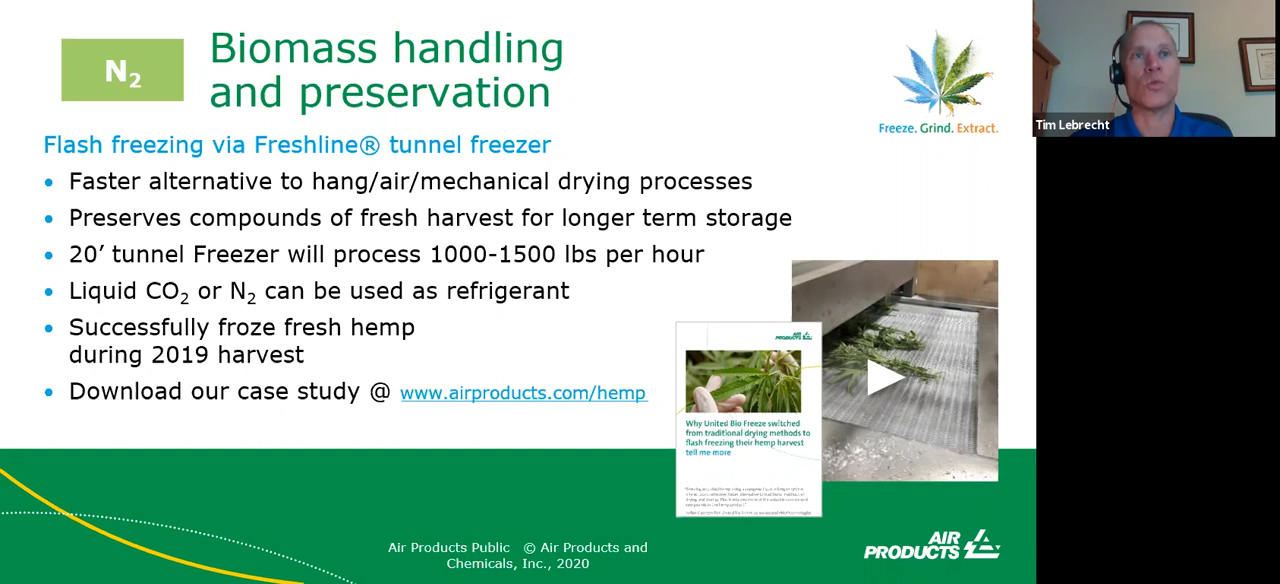 N2
Biomass handling
and preservation
Freeze. Grind. Extract.
Tim Lebrecht
Flash freezing via Freshline® tunnel freezer
• Faster alternative to hang/air/mechanical drying processes
• Preserves compounds of fresh harvest for longer term storage
• 20’ tunnel Freezer will process 1000-1500 lbs per hour
• Liquid CO2 or N2 can be used as refrigerant
• Successfully froze fresh hemp
during 2019 harvest
• Download our case study @ www.airproducts.com/hemp
AIR
PRODUCTS
Why United Bio Freeze switched
from traditional drying methods to
flash freezing their hemp harvest
tell me more
Air Products Public © Air Products and
Chemicals, Inc., 2020
AIR
PRODUCTS